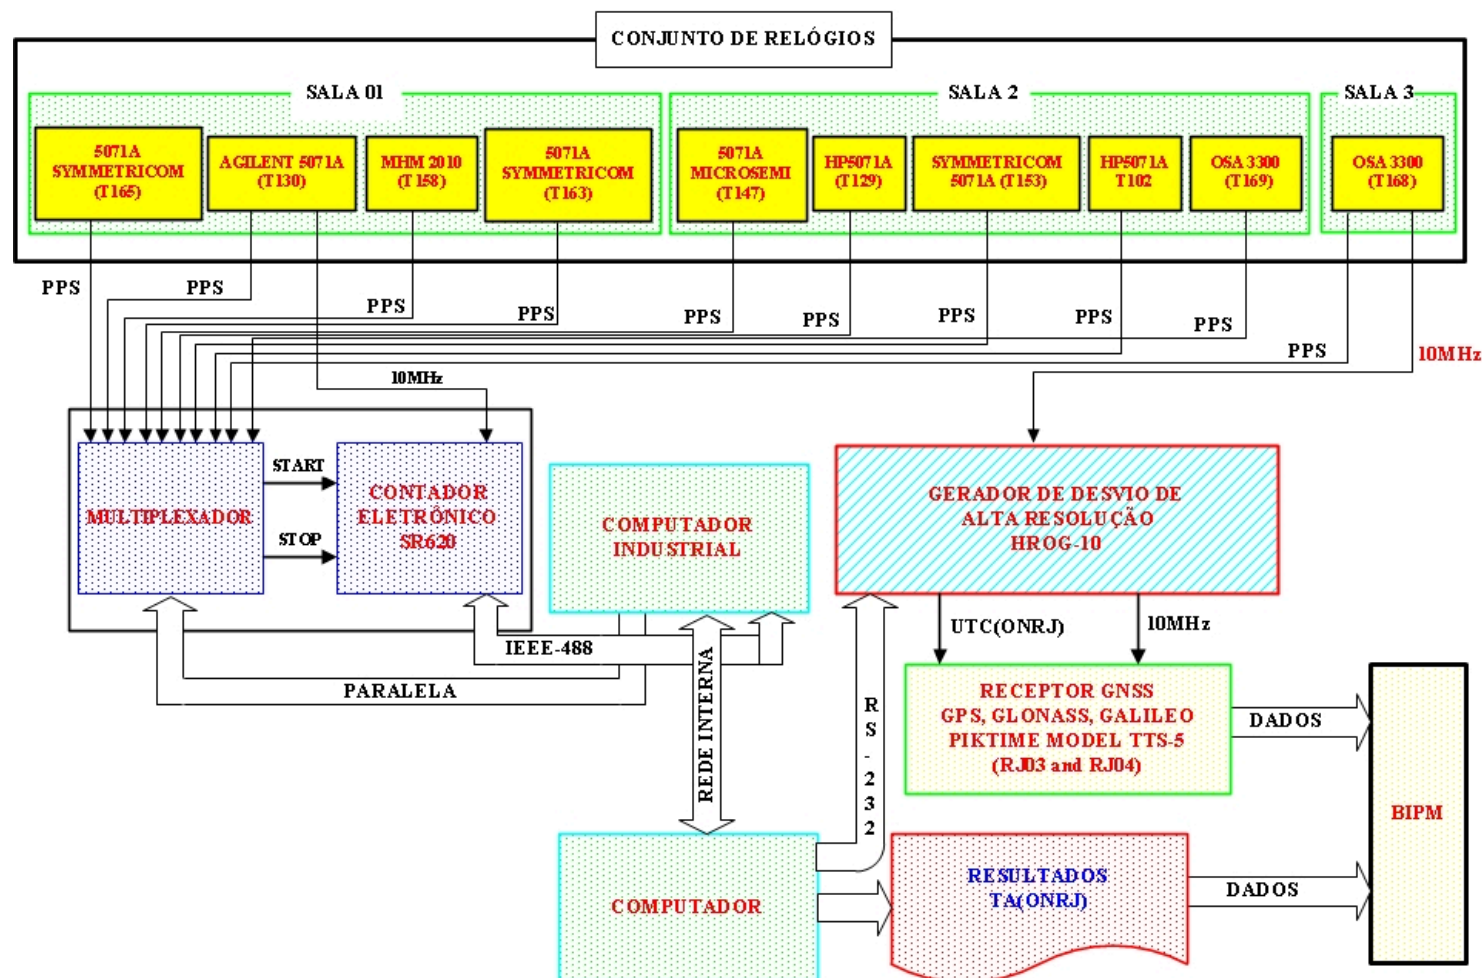 CONJUNTO DE RELÓGIOS
SALA 01
SALA 2
SALA 3
5071A
SYMMETRICOM
(T165)
AGILENT 5071A
(T130)
MHM 2010
(T158)
5071A
SYMMETRICOM
(T163)
5071A
MICROSEMI
(T147)
HP5071A
(T129)
SYMMETRICOM
5071A (T153)
HP5071A
T102
OSA 3300
(T169)
OSA 3300
(T168)
PPS
PPS
PPS
PPS
PPS
PPS
PPS
PPS
PPS
PPS
10MHz
10MHz
MULTIPLEXADOR
START
STOP
CONTADOR
ELETRÔNICO
SR620
COMPUTADOR
INDUSTRIAL
GERADOR DE DESVIO DE
ALTA RESOLUÇÃO
HROG-10
IEEE-488
PARALELA
REDE INTERNA
RS-232
UTC(ONRJ)
10MHz
RECEPTOR GNSS
GPS, GLONASS, GALILEO
PIKTIME MODEL TTS-5
(RJ03 and RJ04)
DADOS
BIPM
COMPUTADOR
RESULTADOS
TA(ONRJ)
DADOS